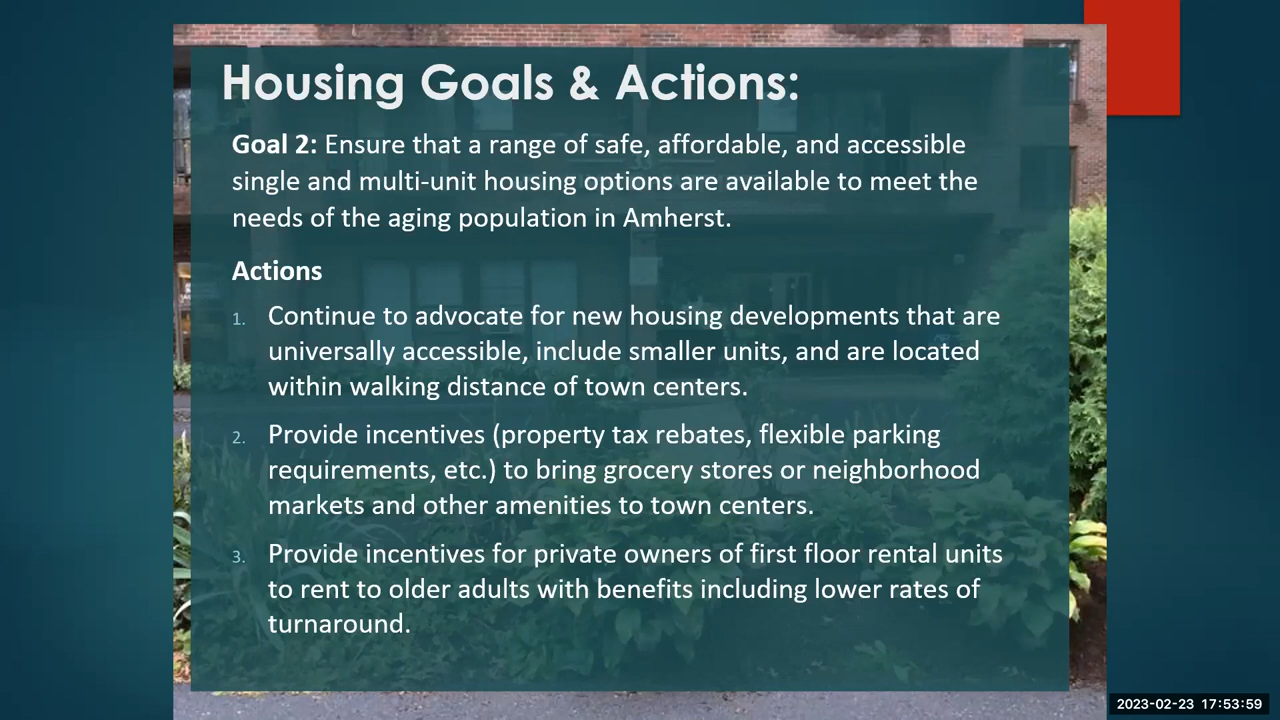 Housing Goals & Actions:
Goal 2: Ensure that a range of safe, affordable, and accessible
single and multi-unit housing options are available to meet the
needs of the aging population in Amherst.
Actions
1. Continue to advocate for new housing developments that are
universally accessible, include smaller units, and are located
within walking distance of town centers.
2. Provide incentives (property tax rebates, flexible parking
requirements, etc.) to bring grocery stores or neighborhood
markets and other amenities to town centers.
3. Provide incentives for private owners of first floor rental units
to rent to older adults with benefits including lower rates of
turnaround.
2023-02-23 17:53:59